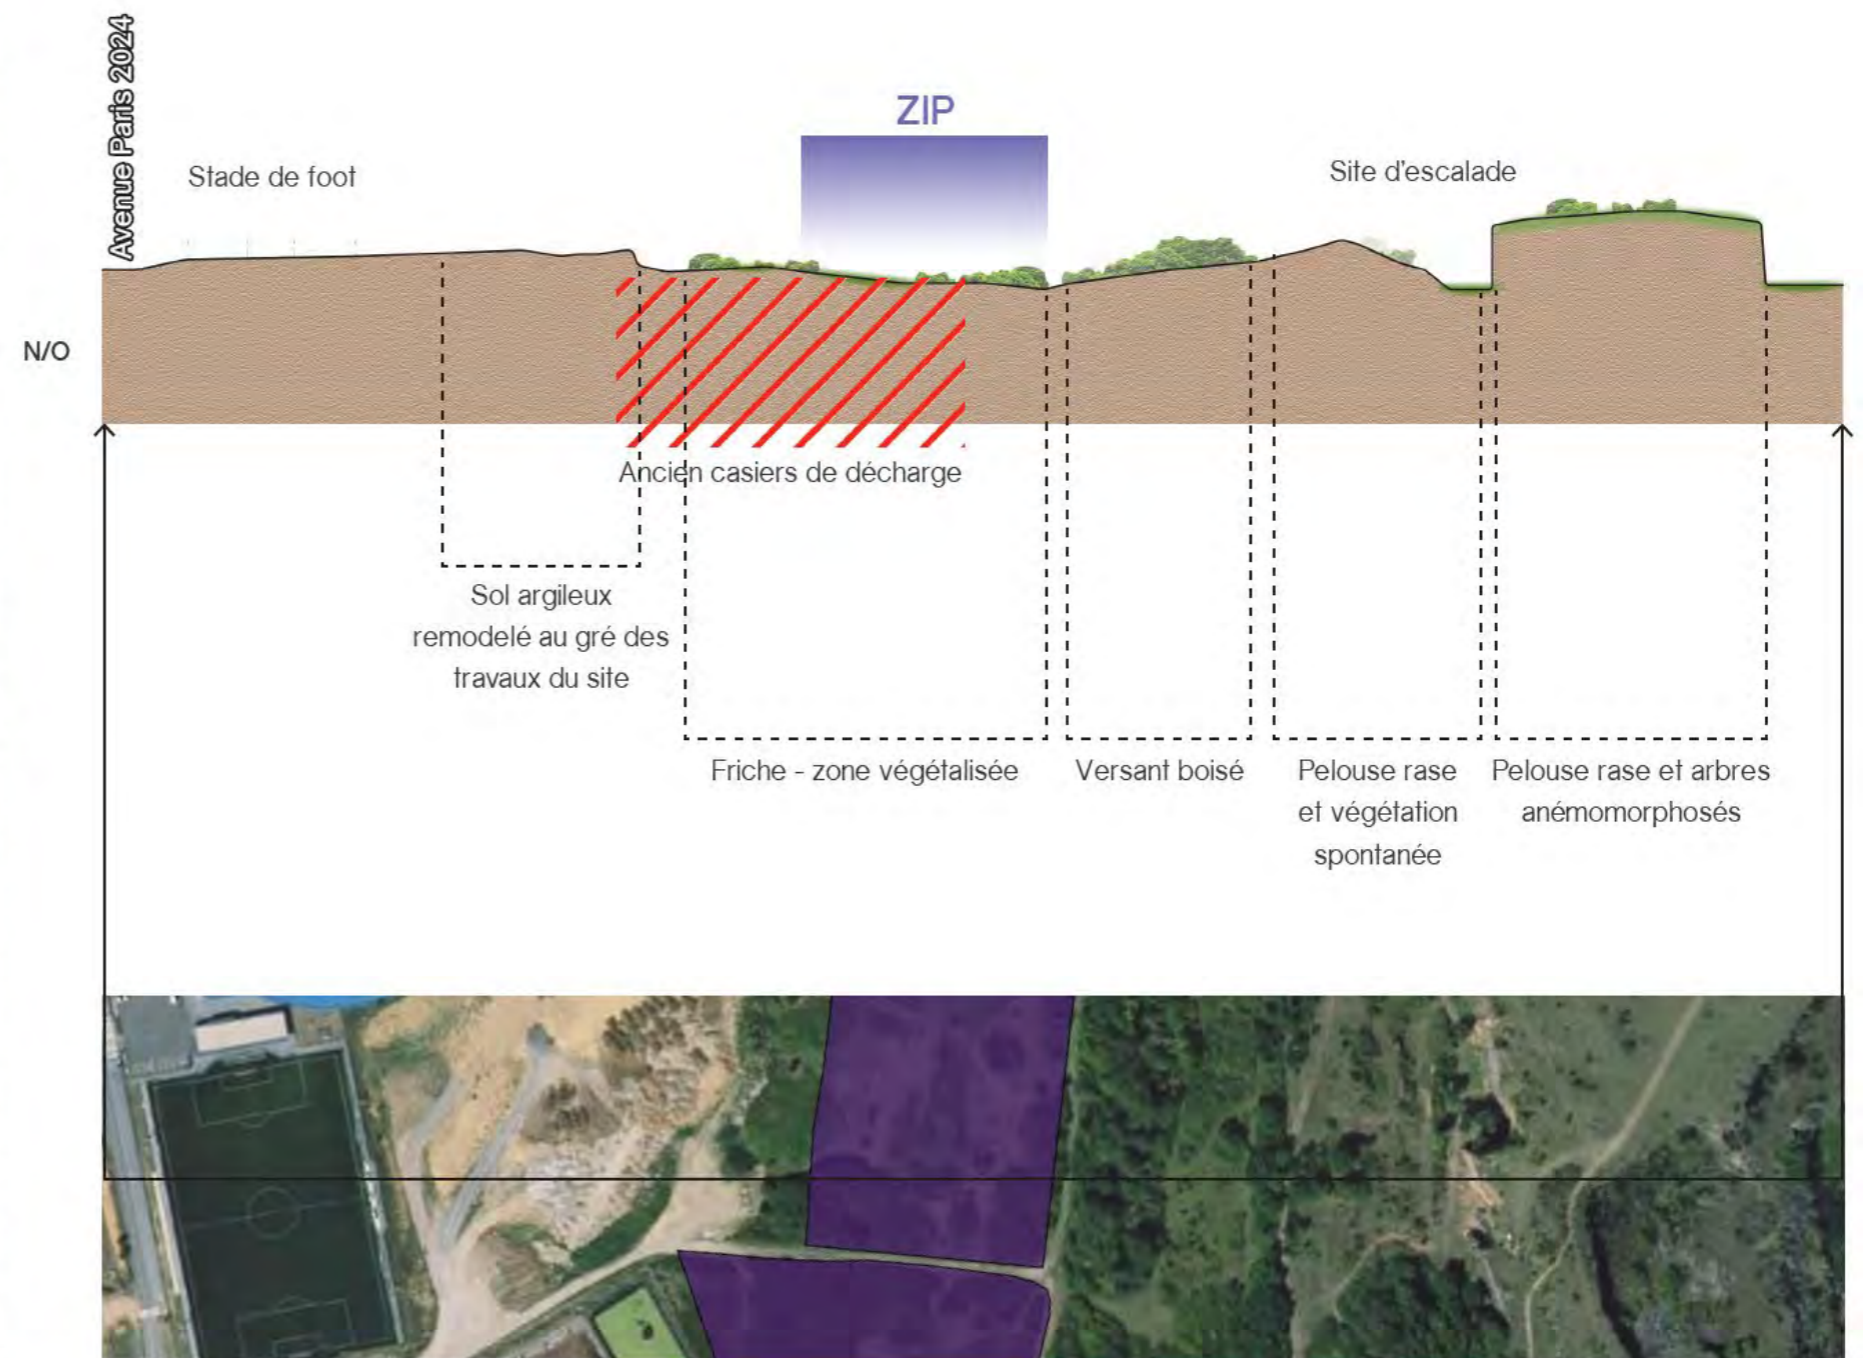 Avenue Paris 2024
ZIP
Stade de foot
Site d'escalade
N/O
Ancien casiers de décharge
Sol argileux
remodelé au gré des
travaux du site
Friche - zone végétalisée
Versant boisé
Pelouse rase
et végétation
spontanée
Pelouse rase et arbres
anémomorphosés